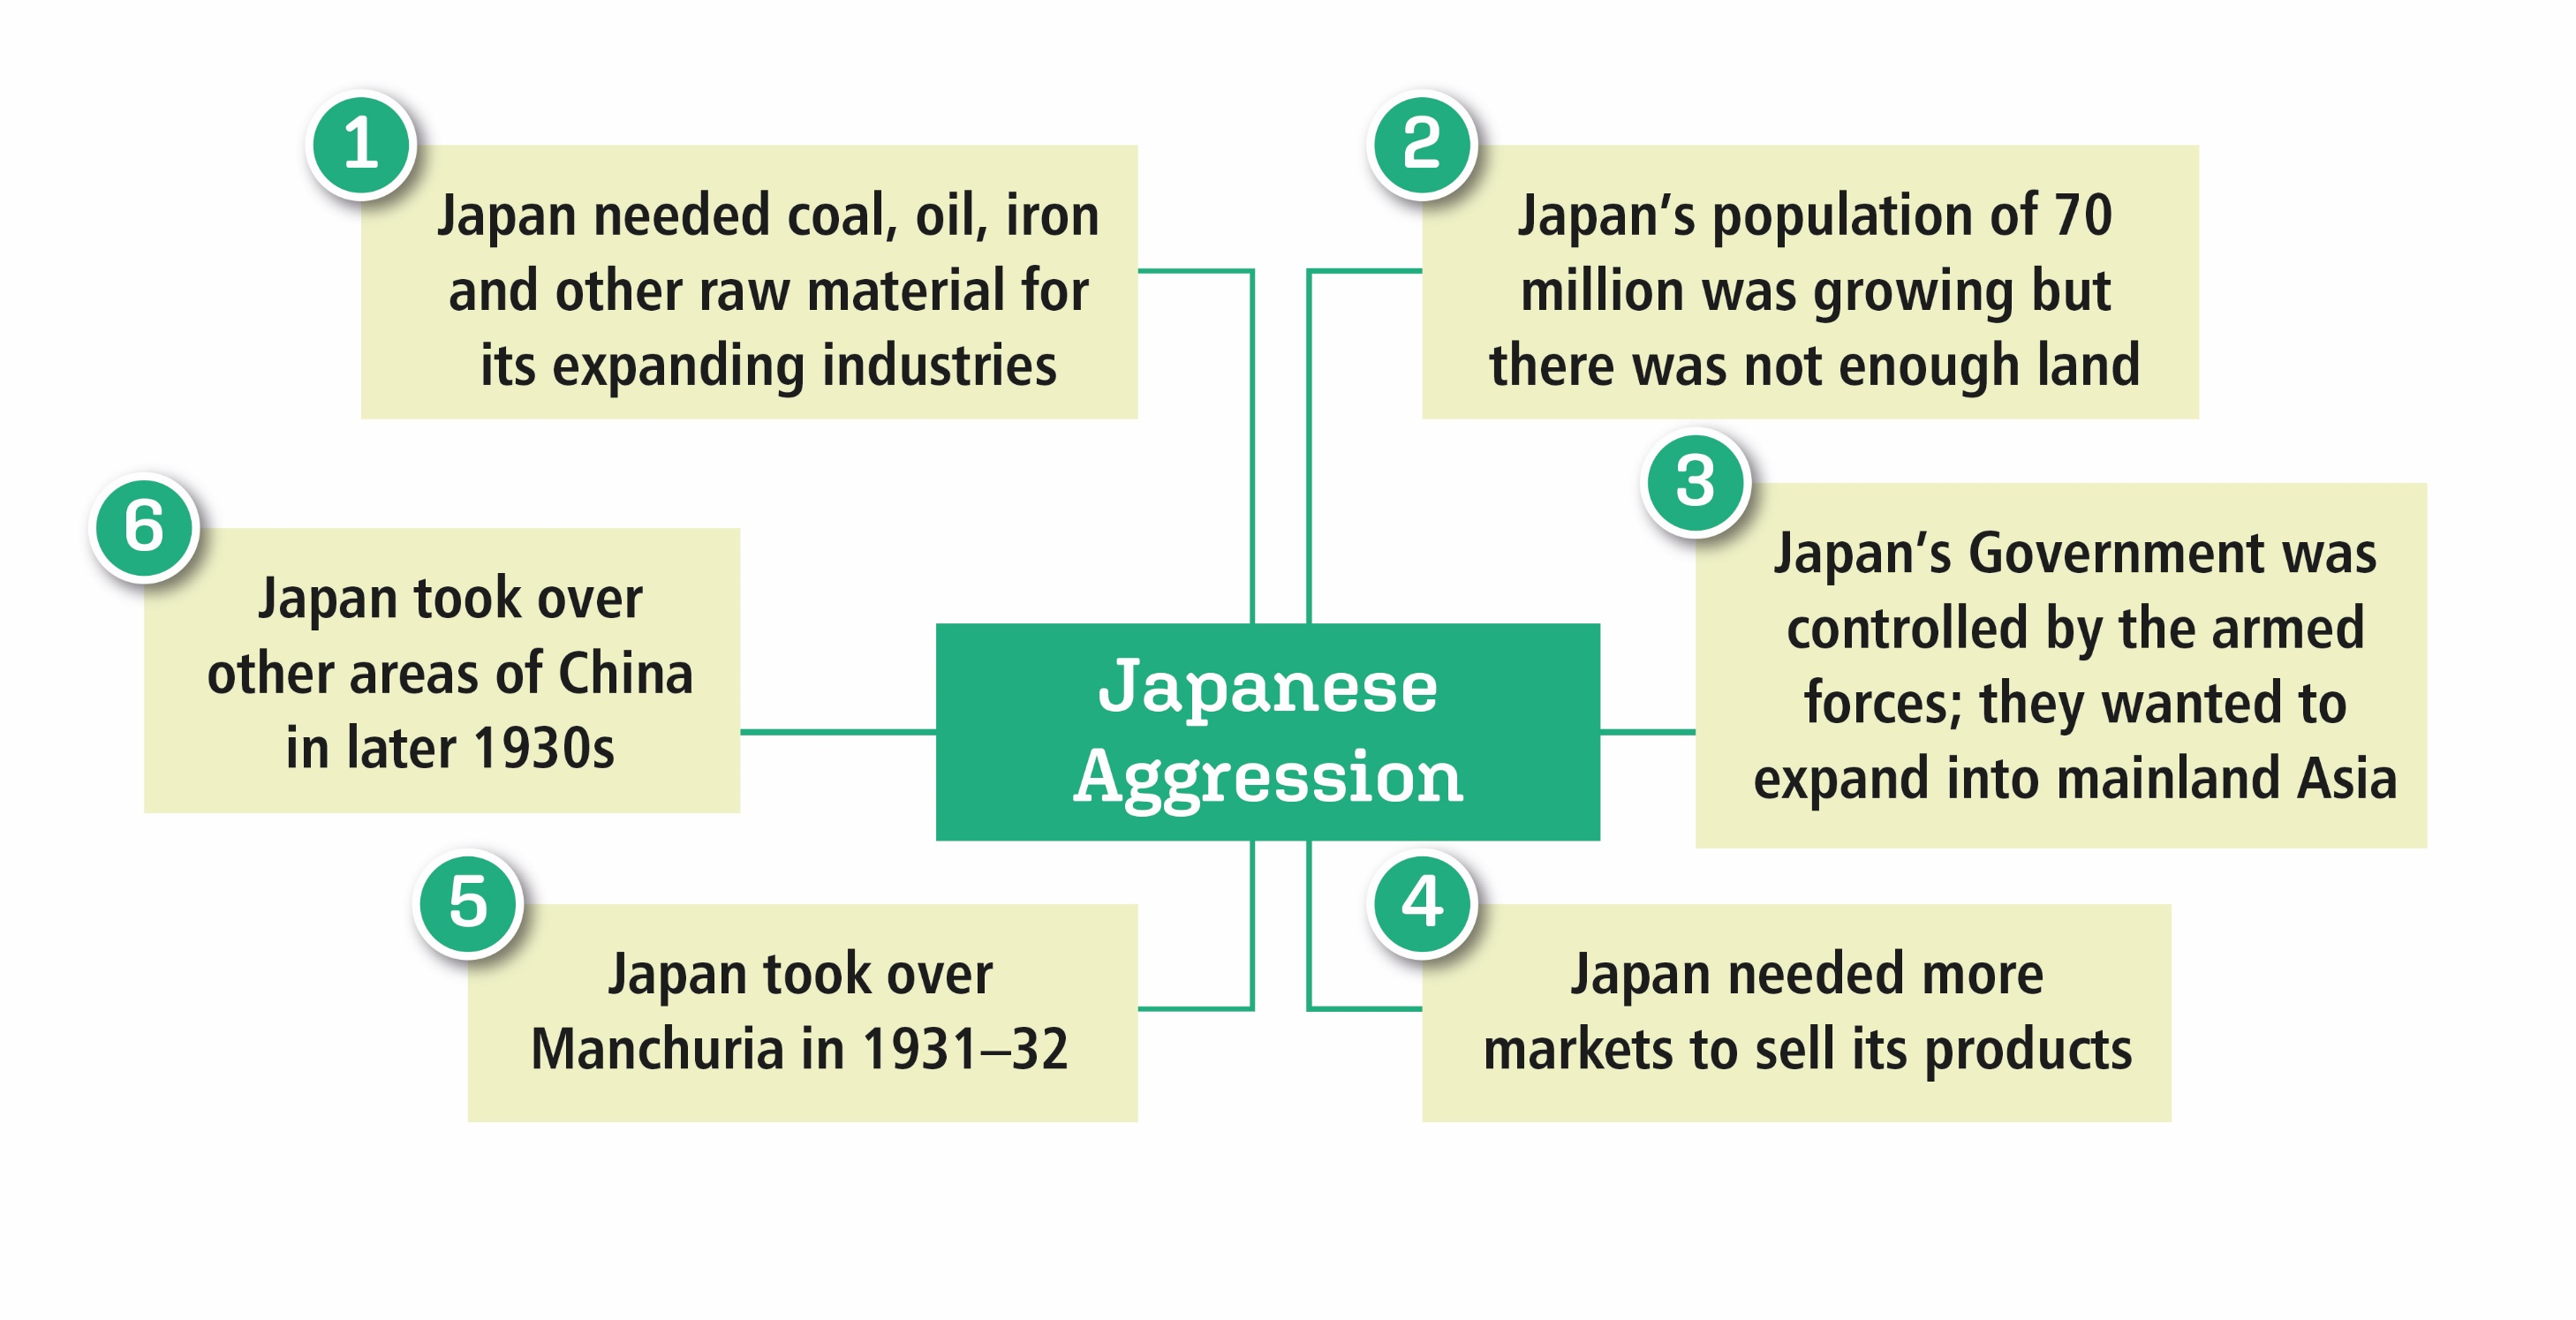 1
Japan needed coal, oil, iron
and other raw material for
its expanding industries
2
Japan’s population of 70
million was growing but
there was not enough land
3
Japan’s Government was
controlled by the armed
forces; they wanted to
expand into mainland Asia
6
Japan took over
other areas of China
in later 1930s
Japanese
Aggression
5
Japan took over
Manchuria in 1931–32
4
Japan needed more
markets to sell its products